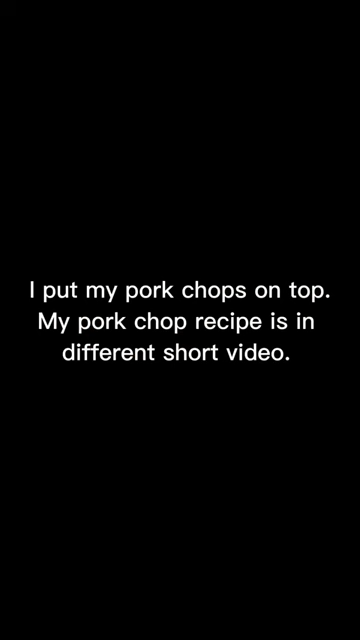 I put my pork chops on top.
My pork chop recipe is in
different short video.